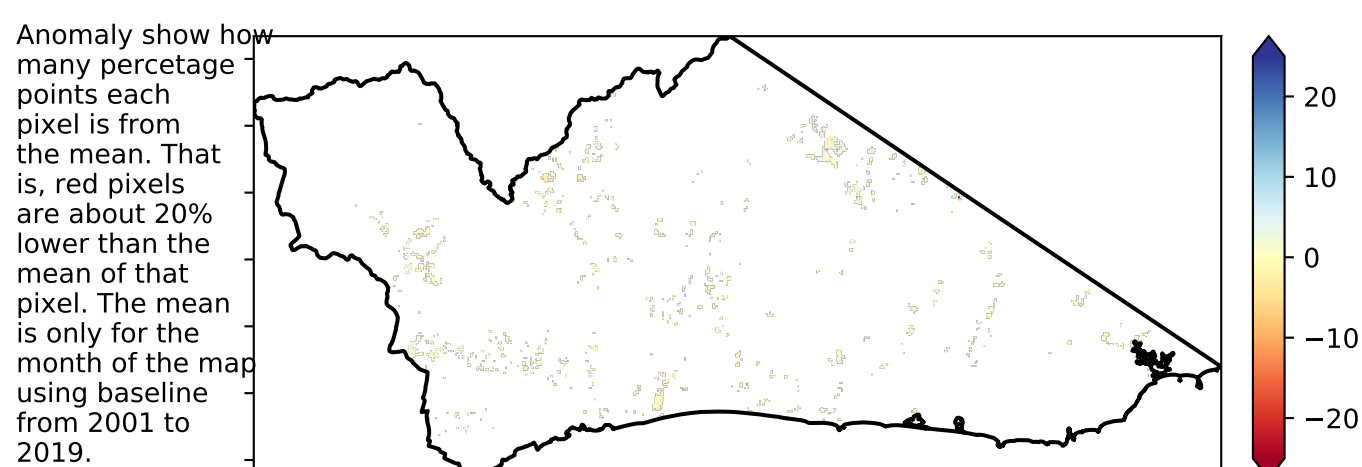 Anomaly show how
many percetage
points each
pixel is from
the mean. That
is, red pixels
are about 20%
lower than the
mean of that
pixel. The mean
is only for the
month of the map
using baseline
from 2001 to
2019.
20
10
0
−10
−20